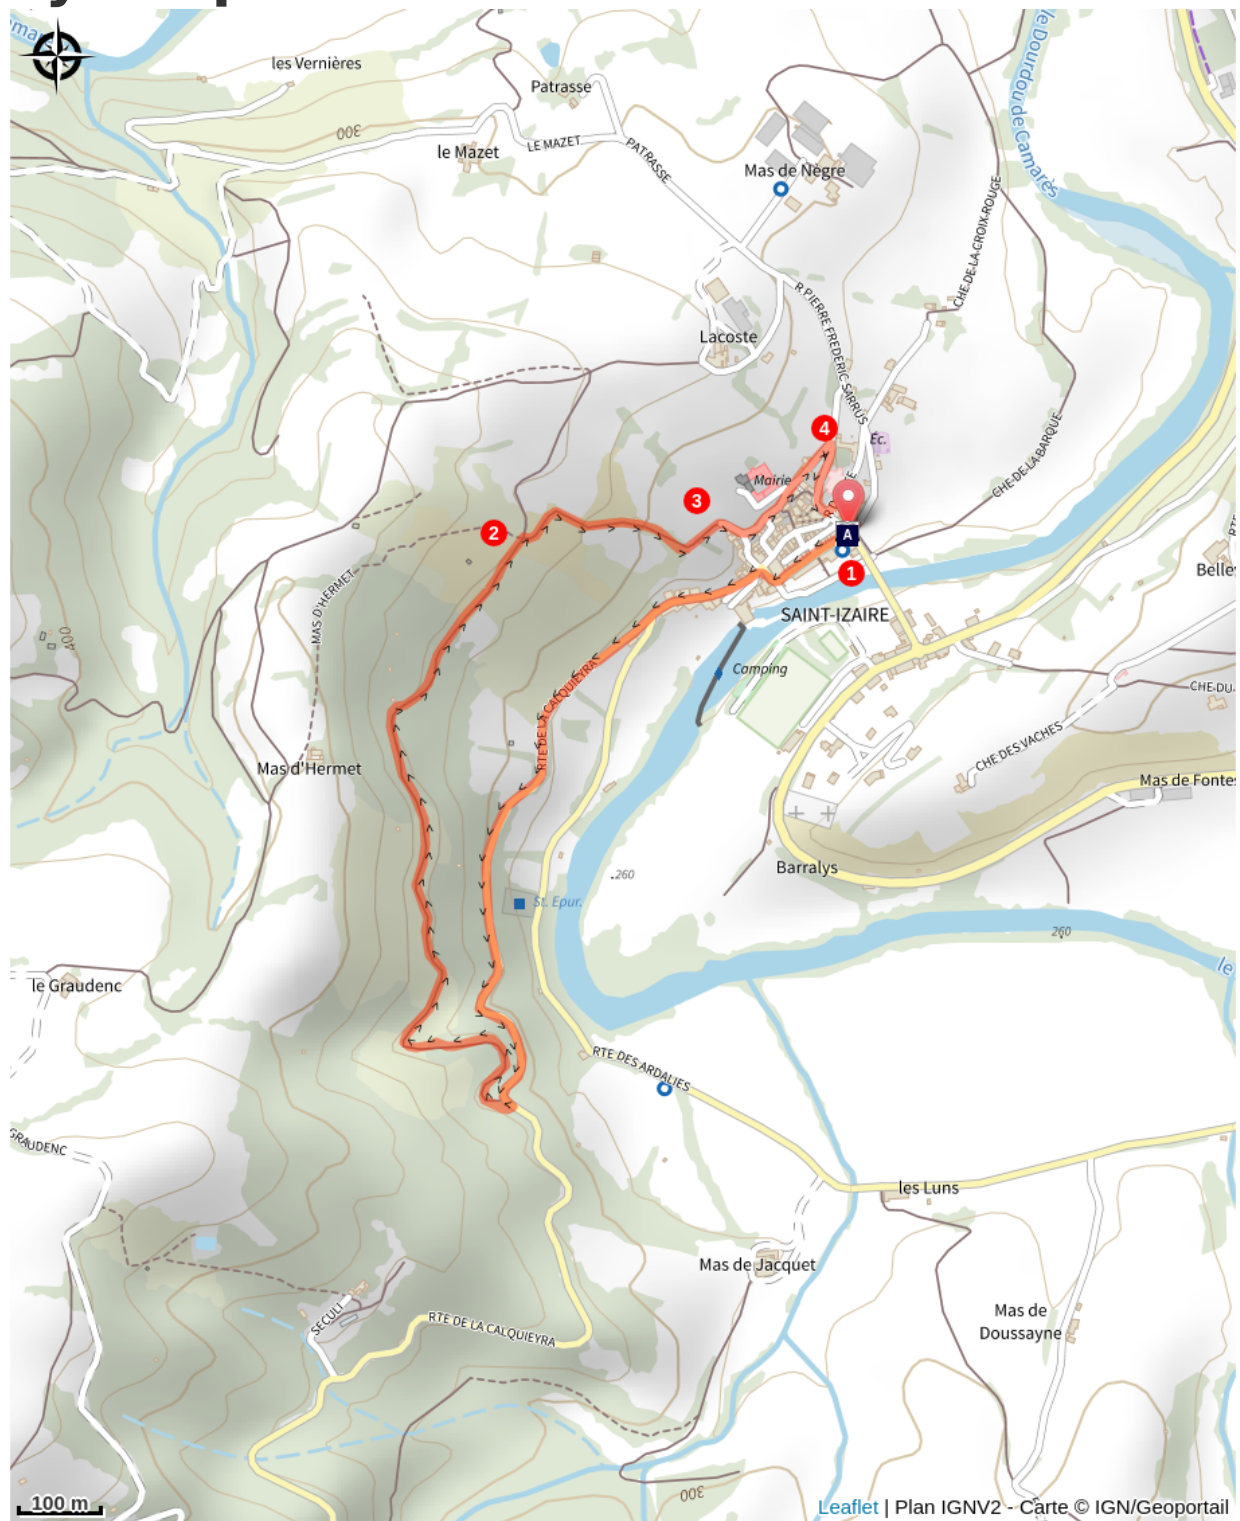 les Vernières
300
Patrasse
le Mazet
LE MAZET
PATRASSE
Mas de Nègre
le Dourdou de Camarès
CHE DE LA CROIX ROUGE
R PIERRE FREDERIC SARRUS
Lacoste
4
Éc.
Mairie
3
2
CHE DE LA BARQUE
A
1
MAS D'HERMET
SAINT-IZAIRE
400
Camping
RTE DE LA CALQUIEYRA
CHE DU
CHE DES VACHES
Mas d'Hermet
Mas de Fontes
Barralys
260
St. Epur.
260
le
le Graudenc
RTE DES ARDALIES
GRAUDENC
les Luns
Mas de Jacquet
SECULI
RTE DE LA CALQUIEYRA
Mas de
Doussayne
300
100 m
Leaflet | Plan IGNV2 - Carte © IGN/Geoportail